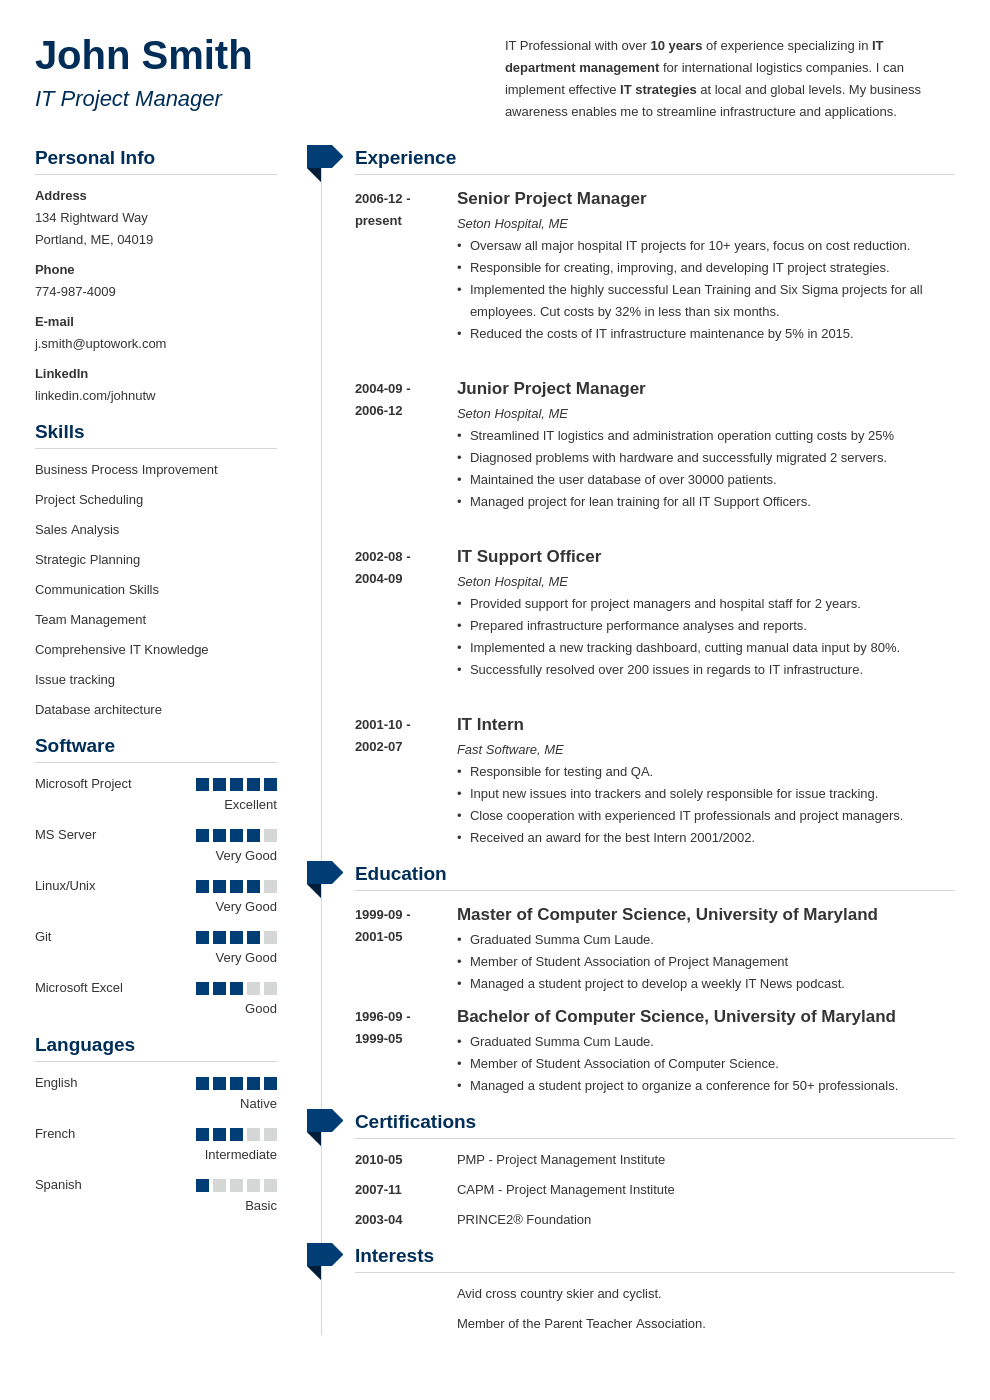 John Smith
IT Project Manager
IT Professional with over 10 years of experience specializing in IT
department management for international logistics companies. I can
implement effective IT strategies at local and global levels. My business
awareness enables me to streamline infrastructure and applications.
Personal Info
Address
134 Rightward Way
Portland, ME, 04019
Phone
774-987-4009
E-mail
j.smith@uptowork.com
LinkedIn
linkedin.com/johnutw
Skills
Business Process Improvement
Project Scheduling
Sales Analysis
Strategic Planning
Communication Skills
Team Management
Comprehensive IT Knowledge
Issue tracking
Database architecture
Software
Microsoft Project
Excellent
MS Server
Very Good
Linux/Unix
Very Good
Git
Very Good
Microsoft Excel
Good
Languages
English
Native
French
Intermediate
Spanish
Basic
Experience
2006-12 -
present
Senior Project Manager
Seton Hospital, ME
• Oversaw all major hospital IT projects for 10+ years, focus on cost reduction.
• Responsible for creating, improving, and developing IT project strategies.
• Implemented the highly successful Lean Training and Six Sigma projects for all
employees. Cut costs by 32% in less than six months.
• Reduced the costs of IT infrastructure maintenance by 5% in 2015.
2004-09 -
2006-12
Junior Project Manager
Seton Hospital, ME
• Streamlined IT logistics and administration operation cutting costs by 25%
• Diagnosed problems with hardware and successfully migrated 2 servers.
• Maintained the user database of over 30000 patients.
• Managed project for lean training for all IT Support Officers.
2002-08 -
2004-09
IT Support Officer
Seton Hospital, ME
• Provided support for project managers and hospital staff for 2 years.
• Prepared infrastructure performance analyses and reports.
• Implemented a new tracking dashboard, cutting manual data input by 80%.
• Successfully resolved over 200 issues in regards to IT infrastructure.
2001-10 -
2002-07
IT Intern
Fast Software, ME
• Responsible for testing and QA.
• Input new issues into trackers and solely responsible for issue tracking.
• Close cooperation with experienced IT professionals and project managers.
• Received an award for the best Intern 2001/2002.
Education
1999-09 -
2001-05
Master of Computer Science, University of Maryland
• Graduated Summa Cum Laude.
• Member of Student Association of Project Management
• Managed a student project to develop a weekly IT News podcast.
1996-09 -
1999-05
Bachelor of Computer Science, University of Maryland
• Graduated Summa Cum Laude.
• Member of Student Association of Computer Science.
• Managed a student project to organize a conference for 50+ professionals.
Certifications
2010-05 PMP - Project Management Institute
2007-11 CAPM - Project Management Institute
2003-04 PRINCE2® Foundation
Interests
Avid cross country skier and cyclist.
Member of the Parent Teacher Association.